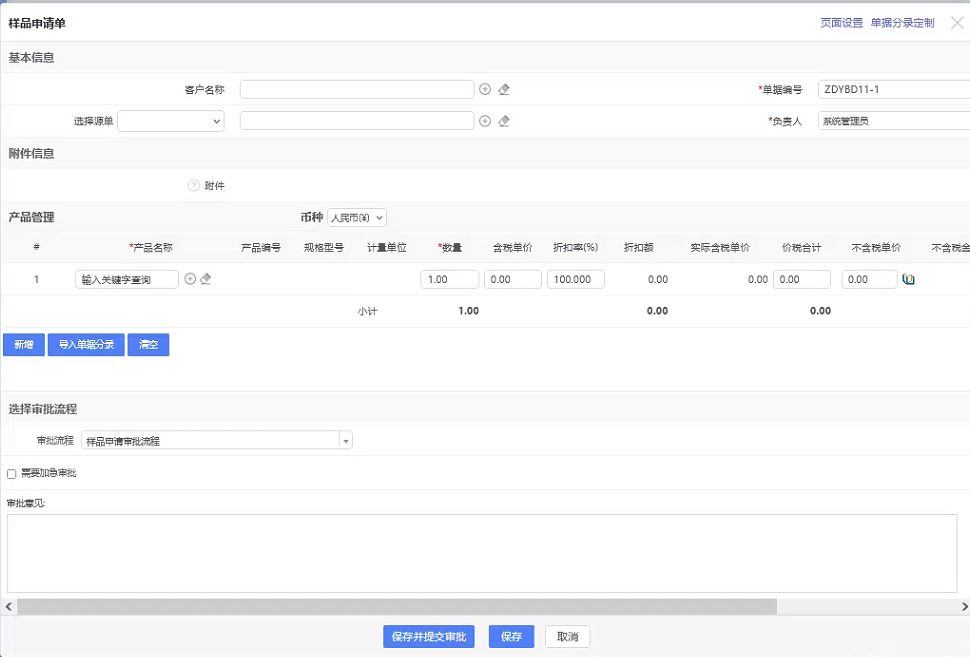 样品申请单 页面设置 单据分录定制
基本信息
客户名称 *单据编号 ZDYBD11-1
选择源单 *负责人 系统管理员
附件信息
附件
产品管理 币种 人民币(¥)
# *产品名称 产品编号 规格型号 计量单位 *数量 含税单价 折扣率(%) 折扣额 实际含税单价 价税合计 不含税单价 不含税金
1 输入关键字查询 1.00 0.00 100.000 0.00 0.00 0.00 0.00
小计 1.00 0.00 0.00
新增 导入单据分录 清空
选择审批流程
审批流程 样品申请审批流程
需要加急审批
审批意见:
保存并提交审批 保存 取消